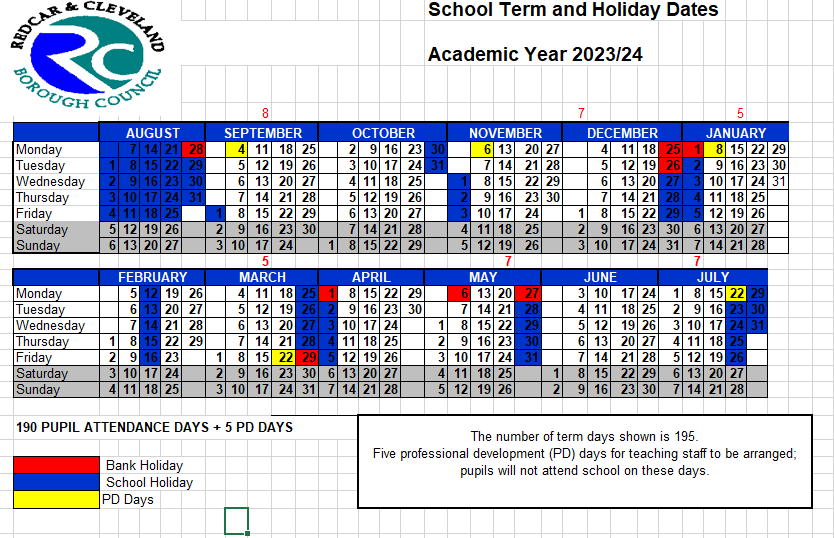 REDCAR & CLEVELAND
BOROUGH COUNCIL
RC
School Term and Holiday Dates
Academic Year 2023/24
8 7 5
AUGUST SEPTEMBER OCTOBER NOVEMBER DECEMBER JANUARY
Monday 7 14 21 28 4 11 18 25 2 9 16 23 30 6 13 20 27 4 11 18 25 1 8 15 22 29
Tuesday 1 8 15 22 29 5 12 19 26 3 10 17 24 31 7 14 21 28 5 12 19 26 2 9 16 23 30
Wednesday 2 9 16 23 30 6 13 20 27 4 11 18 25 1 8 15 22 29 6 13 20 27 3 10 17 24 31
Thursday 3 10 17 24 31 7 14 21 28 5 12 19 26 2 9 16 23 30 7 14 21 28 4 11 18 25
Friday 4 11 18 25 1 8 15 22 29 6 13 20 27 3 10 17 24 1 8 15 22 29 5 12 19 26
Saturday 5 12 19 26 2 9 16 23 30 7 14 21 28 4 11 18 25 2 9 16 23 30 6 13 20 27
Sunday 6 13 20 27 3 10 17 24 1 8 15 22 29 5 12 19 26 3 10 17 24 31 7 14 21 28
5 7 7
FEBRUARY MARCH APRIL MAY JUNE JULY
Monday 5 12 19 26 4 11 18 25 1 8 15 22 29 6 13 20 27 3 10 17 24 1 8 15 22 29
Tuesday 6 13 20 27 5 12 19 26 2 9 16 23 30 7 14 21 28 4 11 18 25 2 9 16 23 30
Wednesday 7 14 21 28 6 13 20 27 3 10 17 24 1 8 15 22 29 5 12 19 26 3 10 17 24 31
Thursday 1 8 15 22 29 7 14 21 28 4 11 18 25 2 9 16 23 30 6 13 20 27 4 11 18 25
Friday 2 9 16 23 1 8 15 22 29 5 12 19 26 3 10 17 24 31 7 14 21 28 5 12 19 26
Saturday 3 10 17 24 2 9 16 23 30 6 13 20 27 4 11 18 25 1 8 15 22 29 6 13 20 27
Sunday 4 11 18 25 3 10 17 24 31 7 14 21 28 5 12 19 26 2 9 16 23 30 7 14 21 28
190 PUPIL ATTENDANCE DAYS + 5 PD DAYS
The number of term days shown is 195.
Five professional development (PD) days for teaching staff to be arranged;
pupils will not attend school on these days.
Bank Holiday
School Holiday
PD Days